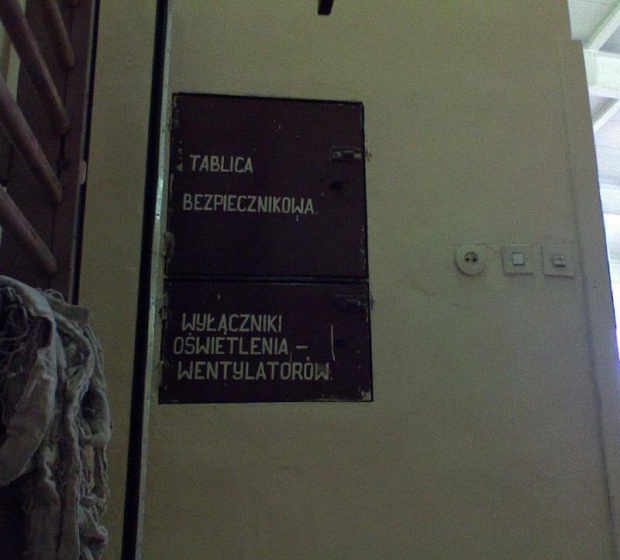 TABLICA
BEZPIECZNIKOWA.
WYŁĄCZNIKI
OŚWIETLENIA –
WENTYLATORÓW.